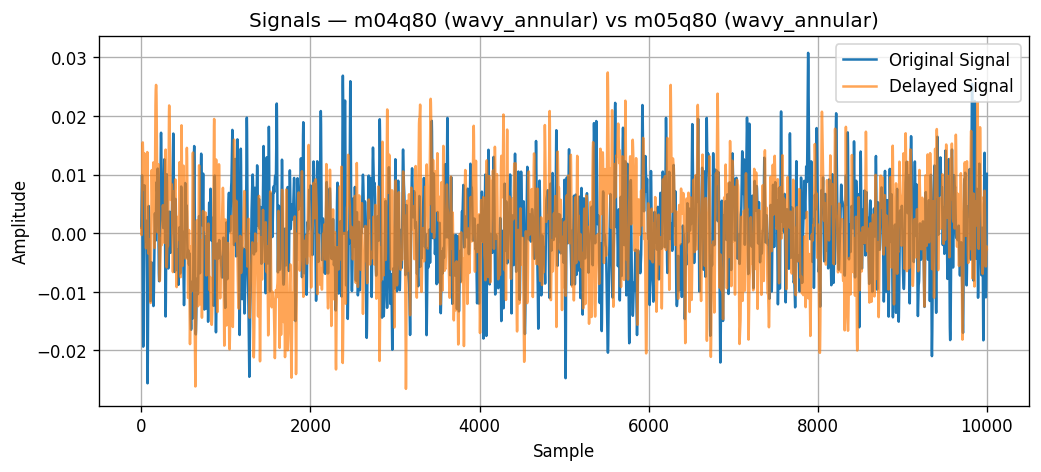 Signals — m04q80 (wavy_annular) vs m05q80 (wavy_annular)
Original Signal
Delayed Signal
Amplitude
0.03
0.02
0.01
0.00
−0.01
−0.02
0 2000 4000 6000 8000 10000
Sample